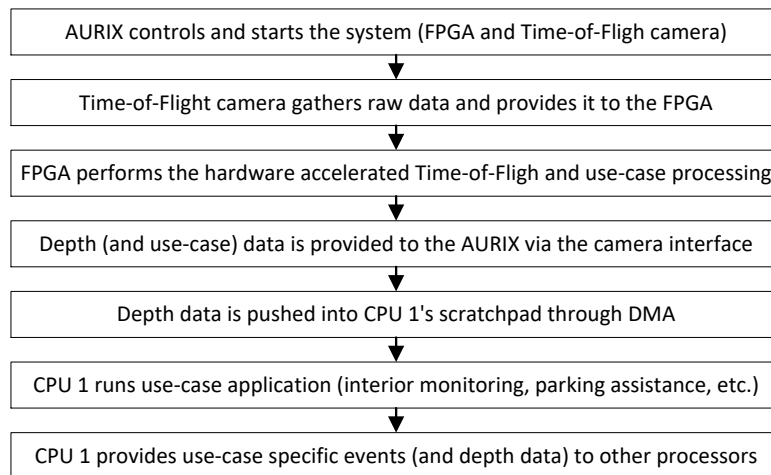 AURIX controls and starts the system (FPGA and Time-of-Fligh camera)
Time-of-Flight camera gathers raw data and provides it to the FPGA
FPGA performs the hardware accelerated Time-of-Fligh and use-case processing
Depth (and use-case) data is provided to the AURIX via the camera interface
Depth data is pushed into CPU 1's scratchpad through DMA
CPU 1 runs use-case application (interior monitoring, parking assistance, etc.)
CPU 1 provides use-case specific events (and depth data) to other processors